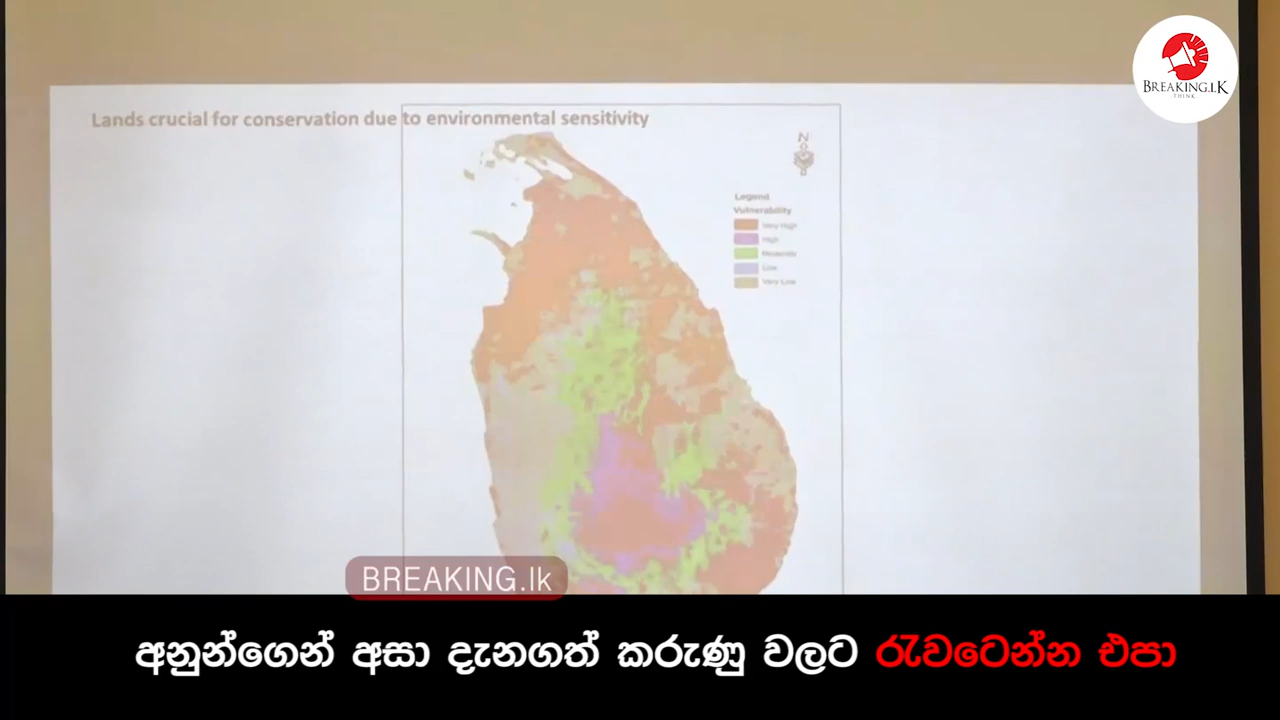 BREAKING.LK
THINK
Lands crucial for conservation due to environmental sensitivity
N
Legend
Vulnerability
Very High
High
Moderate
Low
Very Low
BREAKING.lk
අනුන්ගෙන් අසා දැනගත් කරුණු වලට රැවටෙන්න එපා